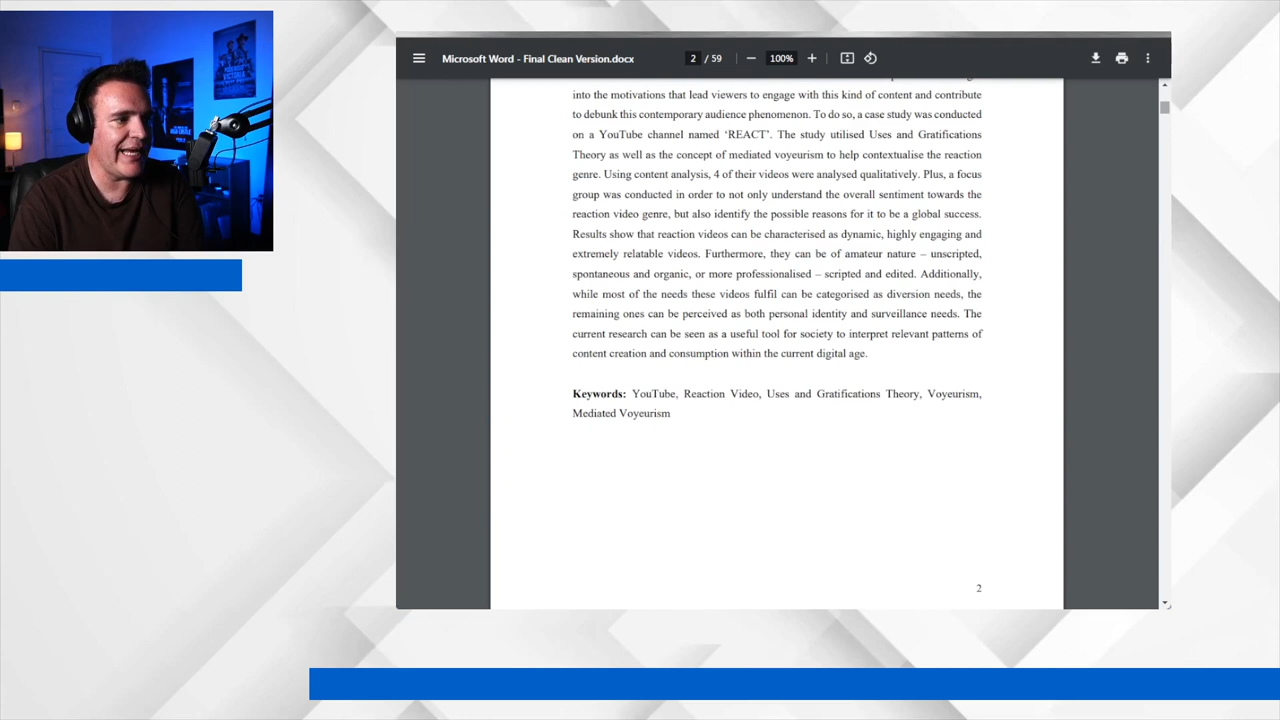 Microsoft Word - Final Clean Version.docx
2 / 59
100%
into the motivations that lead viewers to engage with this kind of content and contribute
to debunk this contemporary audience phenomenon. To do so, a case study was conducted
on a YouTube channel named ‘REACT’. The study utilised Uses and Gratifications
Theory as well as the concept of mediated voyeurism to help contextualise the reaction
genre. Using content analysis, 4 of their videos were analysed qualitatively. Plus, a focus
group was conducted in order to not only understand the overall sentiment towards the
reaction video genre, but also identify the possible reasons for it to be a global success.
Results show that reaction videos can be characterised as dynamic, highly engaging and
extremely relatable videos. Furthermore, they can be of amateur nature – unscripted,
spontaneous and organic, or more professionalised – scripted and edited. Additionally,
while most of the needs these videos fulfil can be categorised as diversion needs, the
remaining ones can be perceived as both personal identity and surveillance needs. The
current research can be seen as a useful tool for society to interpret relevant patterns of
content creation and consumption within the current digital age.
Keywords: YouTube, Reaction Video, Uses and Gratifications Theory, Voyeurism,
Mediated Voyeurism
2